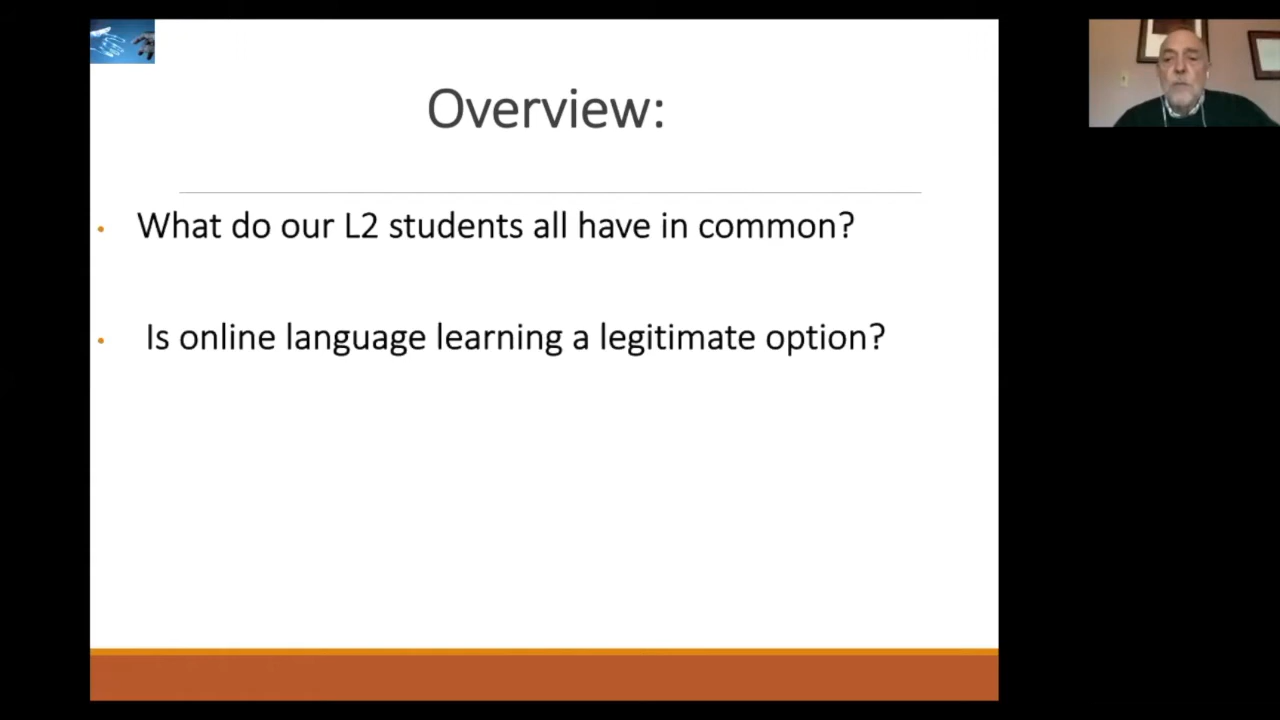 Overview:
• What do our L2 students all have in common?
• Is online language learning a legitimate option?